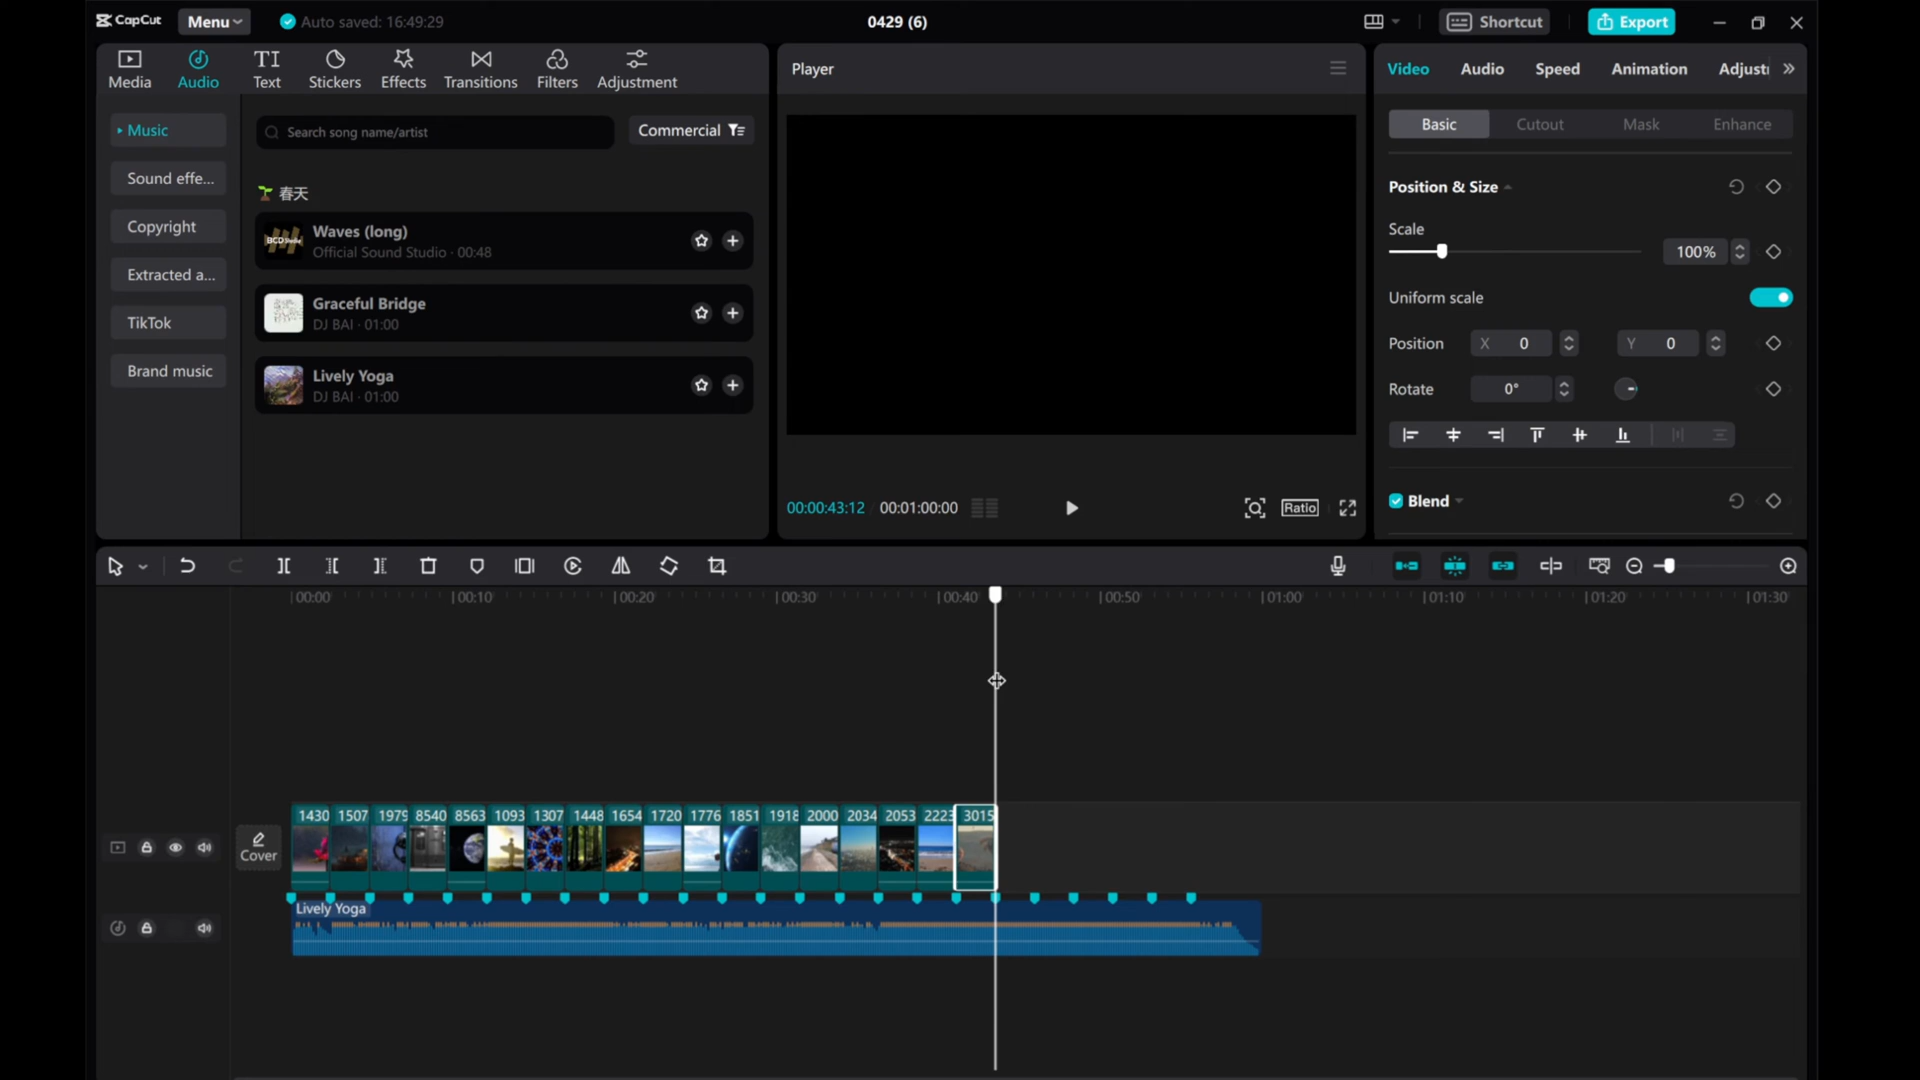 CapCut
Menu
Auto saved: 16:49:29
0429 (6)
Shortcut
Export
Media
Audio
Text
Stickers
Effects
Transitions
Filters
Adjustment
Music
Sound effe...
Copyright
Extracted a...
TikTok
Brand music
Search song name/artist
Commercial
春天
Waves (long)
Official Sound Studio · 00:48
Graceful Bridge
DJ BAI · 01:00
Lively Yoga
DJ BAI · 01:00
Player
00:00:43:12 / 00:01:00:00
Ratio
Video
Audio
Speed
Animation
Adjust
Basic
Cutout
Mask
Enhance
Position & Size
Scale
100%
Uniform scale
Position X 0 Y 0
Rotate 0°
Blend
00:00 00:10 00:20 00:30 00:40 00:50 01:00 01:10 01:20 01:30
Cover
1430 1507 1979 8540 8563 1093 1307 1448 1654 1720 1776 1851 1918 2000 2034 2053 2223 3015
Lively Yoga